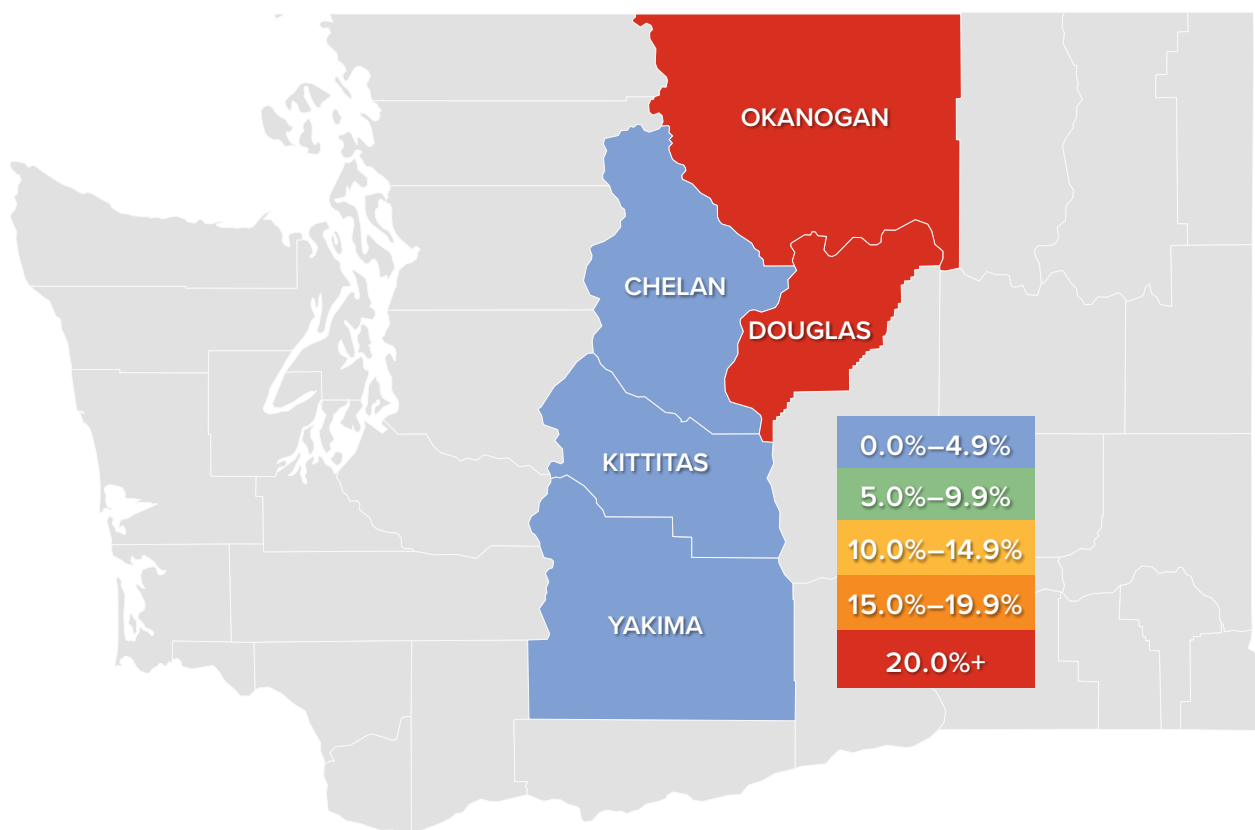 OKANOGAN
CHELAN
DOUGLAS
KITTITAS
YAKIMA
0.0%–4.9%
5.0%–9.9%
10.0%–14.9%
15.0%–19.9%
20.0%+